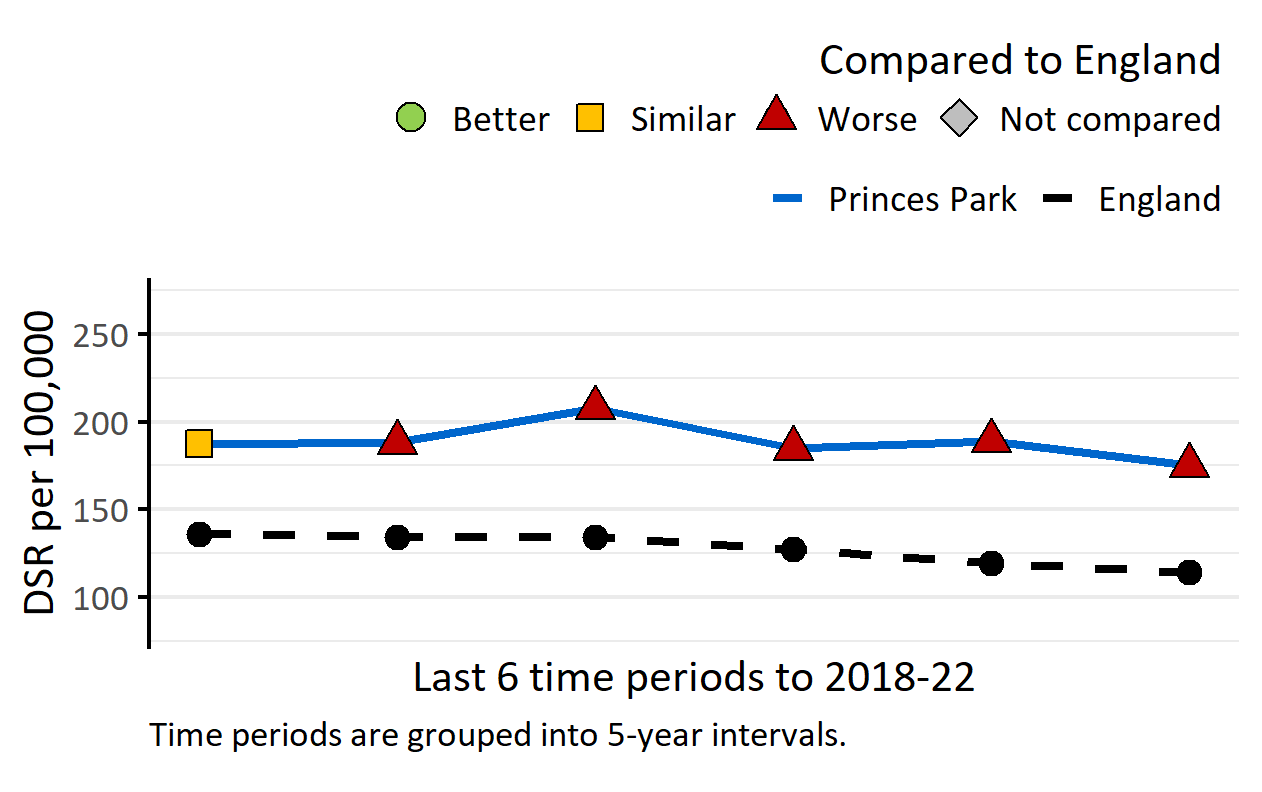 Compared to England
Better Similar Worse Not compared
Princes Park England
DSR per 100,000
250
200
150
100
Last 6 time periods to 2018-22
Time periods are grouped into 5-year intervals.